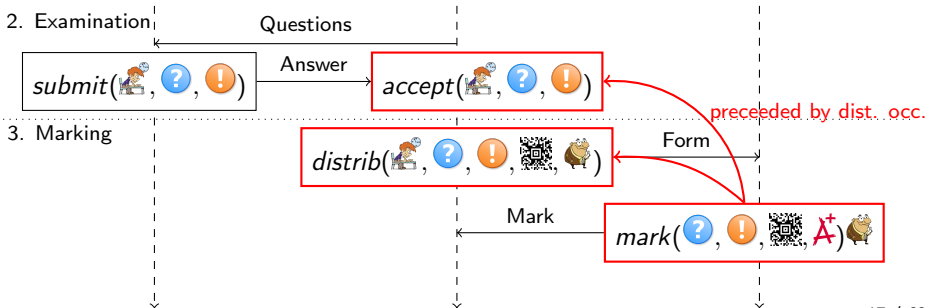 2. Examination
Questions
submit(, ?, !)
Answer
accept(, ?, !)
preceeded by dist. occ.
3. Marking
distrib(, ?, !, , )
Form
Mark
mark(?, !, , A+)